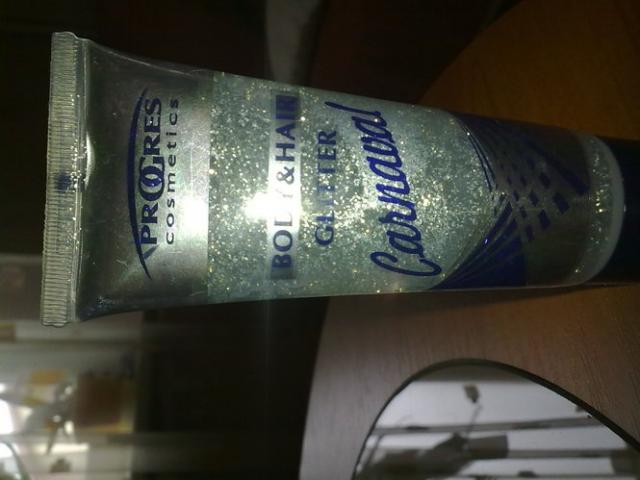 PROGRES
cosmetics
BODY & HAIR
GLITTER
Carnaval